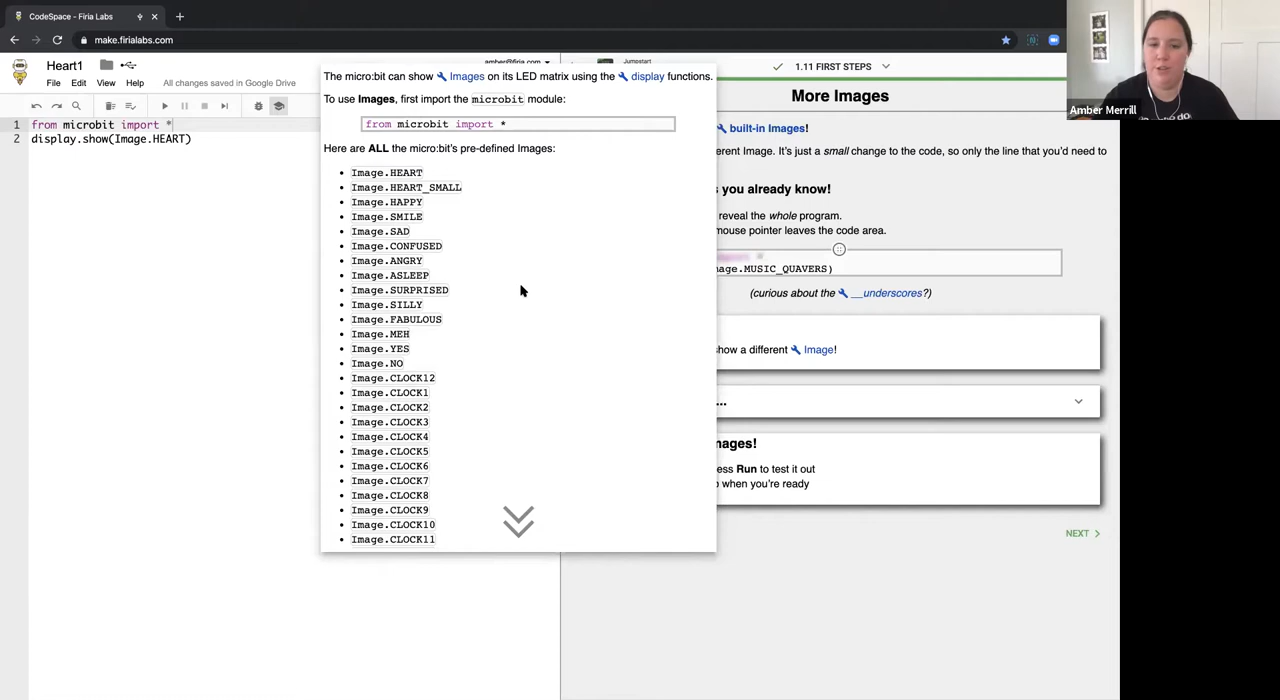 CodeSpace - Firia Labs
make.firialabs.com
Heart1
File Edit View Help All changes saved in Google Drive
amber@firia.com
1 from microbit import *
2 display.show(Image.HEART)
The micro:bit can show Images on its LED matrix using the display functions.
To use Images, first import the microbit module:
from microbit import *
Here are ALL the micro:bit's pre-defined Images:
Image.HEART
Image.HEART_SMALL
Image.HAPPY
Image.SMILE
Image.SAD
Image.CONFUSED
Image.ANGRY
Image.ASLEEP
Image.SURPRISED
Image.SILLY
Image.FABULOUS
Image.MEH
Image.YES
Image.NO
Image.CLOCK12
Image.CLOCK1
Image.CLOCK2
Image.CLOCK3
Image.CLOCK4
Image.CLOCK5
Image.CLOCK6
Image.CLOCK7
Image.CLOCK8
Image.CLOCK9
Image.CLOCK10
Image.CLOCK11
Jumpstart
1.11 FIRST STEPS
More Images
built-in Images!
erent Image. It's just a small change to the code, so only the line that you'd need to
s you already know!
reveal the whole program.
mouse pointer leaves the code area.
mage.MUSIC_QUAVERS)
(curious about the __underscores?)
show a different Image!
...
mages!
ess Run to test it out
p when you're ready
NEXT
Amber Merrill